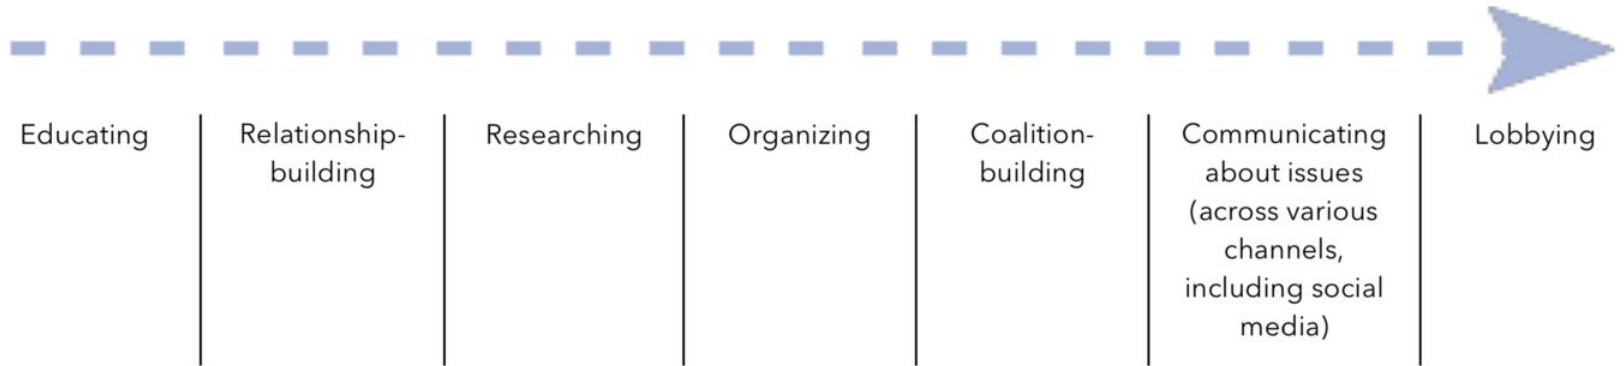 Educating
Relationship-
building
Researching
Organizing
Coalition-
building
Communicating
about issues
(across various
channels,
including social
media)
Lobbying